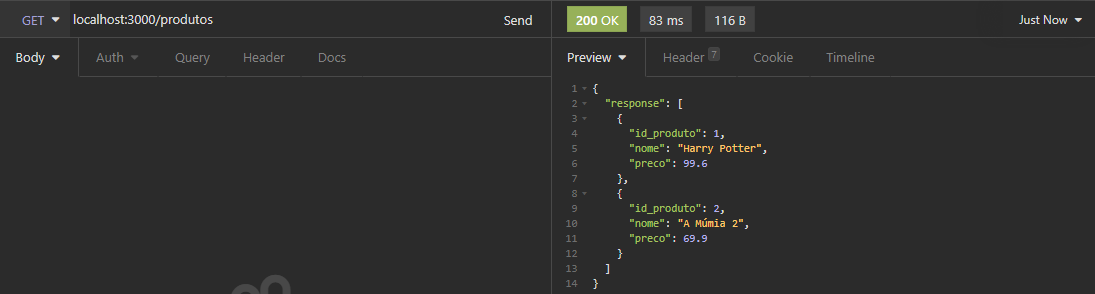 GET localhost:3000/produtos Send 200 OK 83 ms 116 B Just Now
Body Auth Query Header Docs Preview Header 7 Cookie Timeline
1 {
2 "response": [
3 {
4 "id_produto": 1,
5 "nome": "Harry Potter",
6 "preco": 99.6
7 },
8 {
9 "id_produto": 2,
10 "nome": "A Múmia 2",
11 "preco": 69.9
12 }
13 ]
14 }